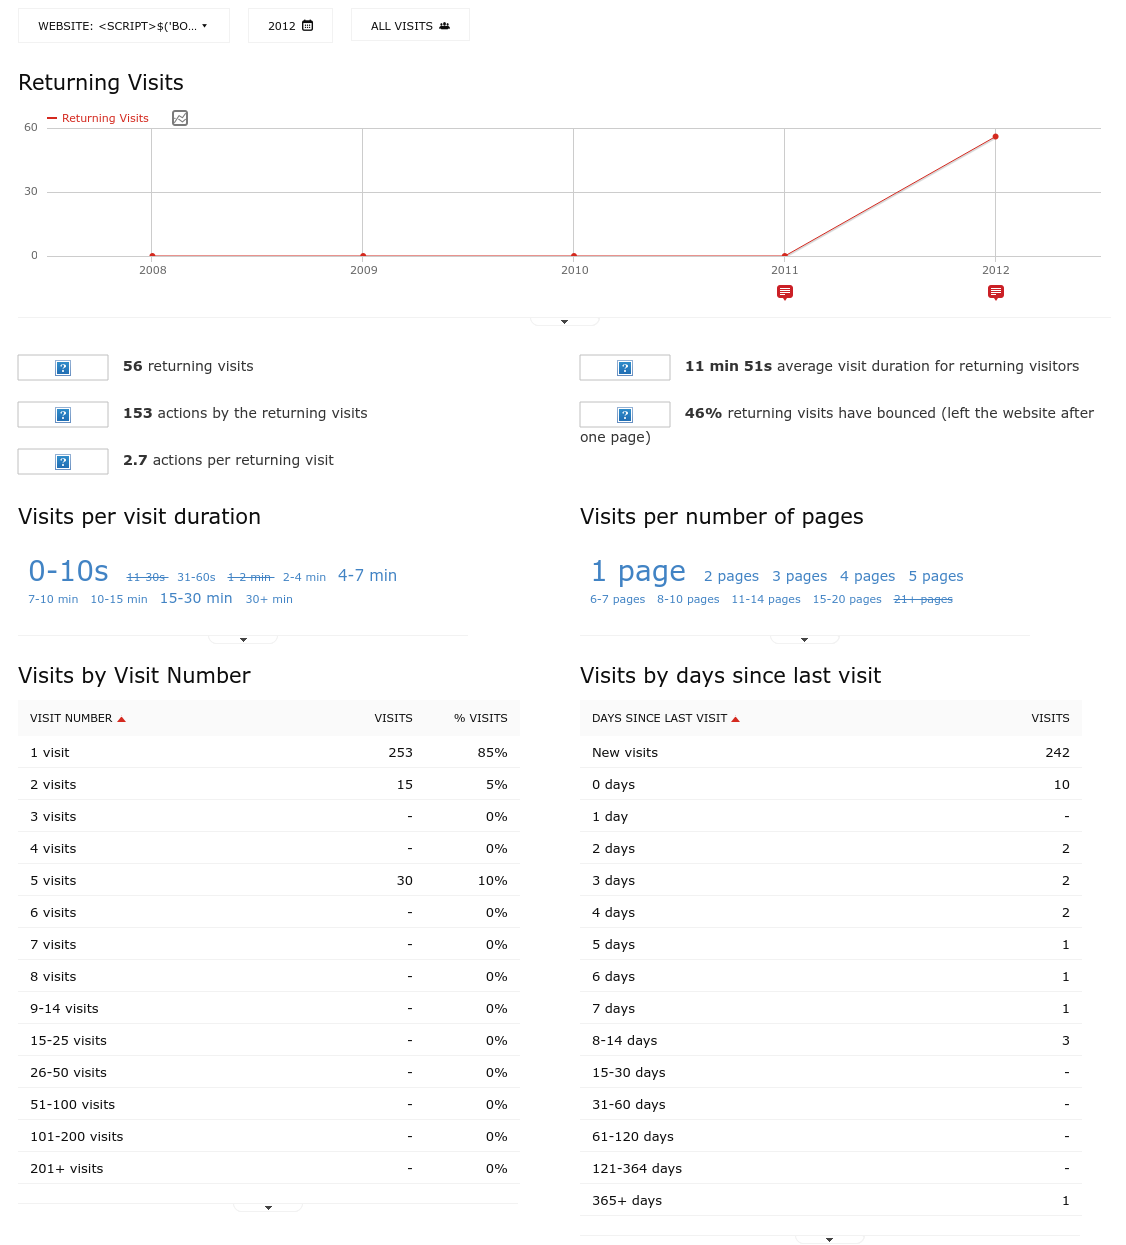 WEBSITE: <SCRIPT>$('BO... 2012 ALL VISITS
Returning Visits
Returning Visits
60
30
0
2008 2009 2010 2011 2012
56 returning visits
153 actions by the returning visits
2.7 actions per returning visit
11 min 51s average visit duration for returning visitors
46% returning visits have bounced (left the website after
one page)
Visits per visit duration
0-10s 11-30s 31-60s 1-2 min 2-4 min 4-7 min
7-10 min 10-15 min 15-30 min 30+ min
Visits per number of pages
1 page 2 pages 3 pages 4 pages 5 pages
6-7 pages 8-10 pages 11-14 pages 15-20 pages 21+ pages
Visits by Visit Number
VISIT NUMBER VISITS % VISITS
1 visit 253 85%
2 visits 15 5%
3 visits - 0%
4 visits - 0%
5 visits 30 10%
6 visits - 0%
7 visits - 0%
8 visits - 0%
9-14 visits - 0%
15-25 visits - 0%
26-50 visits - 0%
51-100 visits - 0%
101-200 visits - 0%
201+ visits - 0%
Visits by days since last visit
DAYS SINCE LAST VISIT VISITS
New visits 242
0 days 10
1 day -
2 days 2
3 days 2
4 days 2
5 days 1
6 days 1
7 days 1
8-14 days 3
15-30 days -
31-60 days -
61-120 days -
121-364 days -
365+ days 1